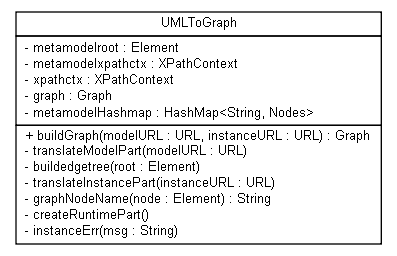 UMLToGraph
- metamodelroot : Element
- metamodelxpathctx : XPathContext
- xpathctx : XPathContext
- graph : Graph
- metamodelHashmap : HashMap<String, Nodes>
+ buildGraph(modelURL : URL, instanceURL : URL) : Graph
- translateModelPart(modelURL : URL)
- buildedgetree(root : Element)
- translateInstancePart(instanceURL : URL)
- graphNodeName(node : Element) : String
- createRuntimePart()
- instanceErr(msg : String)